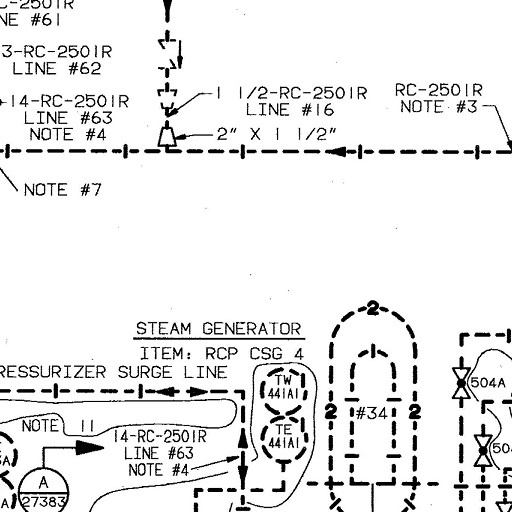 C-2501R
NE #61
3-RC-2501R
LINE #62
14-RC-2501R
LINE #63
NOTE #4
1 1/2-RC-2501R
LINE #16
RC-2501R
NOTE #3
2" X 1 1/2"
NOTE #7
STEAM GENERATOR
ITEM: RCP CSG 4
RESSURIZER SURGE LINE
TW
441A1
TE
441A1
2
2
2
#34
504A
504
NOTE 11
14-RC-2501R
LINE #63
NOTE #4
A
27383